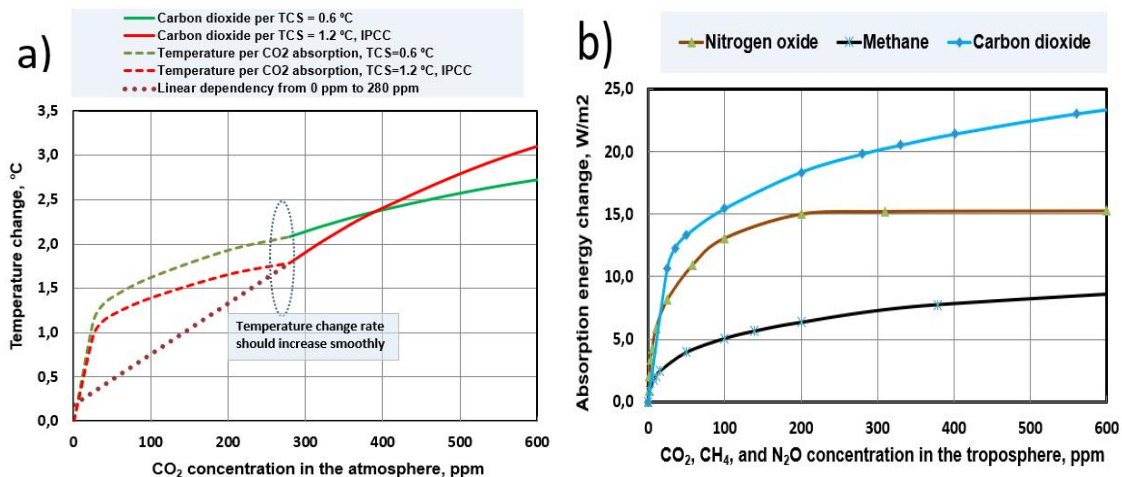 a)
Carbon dioxide per TCS = 0.6 ºC
Carbon dioxide per TCS = 1.2 ºC, IPCC
Temperature per CO2 absorption, TCS=0.6 ºC
Temperature per CO2 absorption, TCS=1.2 ºC, IPCC
Linear dependency from 0 ppm to 280 ppm
Temperature change, °C
3,5
3,0
2,5
2,0
1,5
1,0
0,5
0,0
Temperature change rate
should increase smoothly
0 100 200 300 400 500 600
CO₂ concentration in the atmosphere, ppm
b)
Nitrogen oxide Methane Carbon dioxide
Absorption energy change, W/m2
25,0
20,0
15,0
10,0
5,0
0,0
0 100 200 300 400 500 600
CO₂, CH₄, and N₂O concentration in the troposphere, ppm